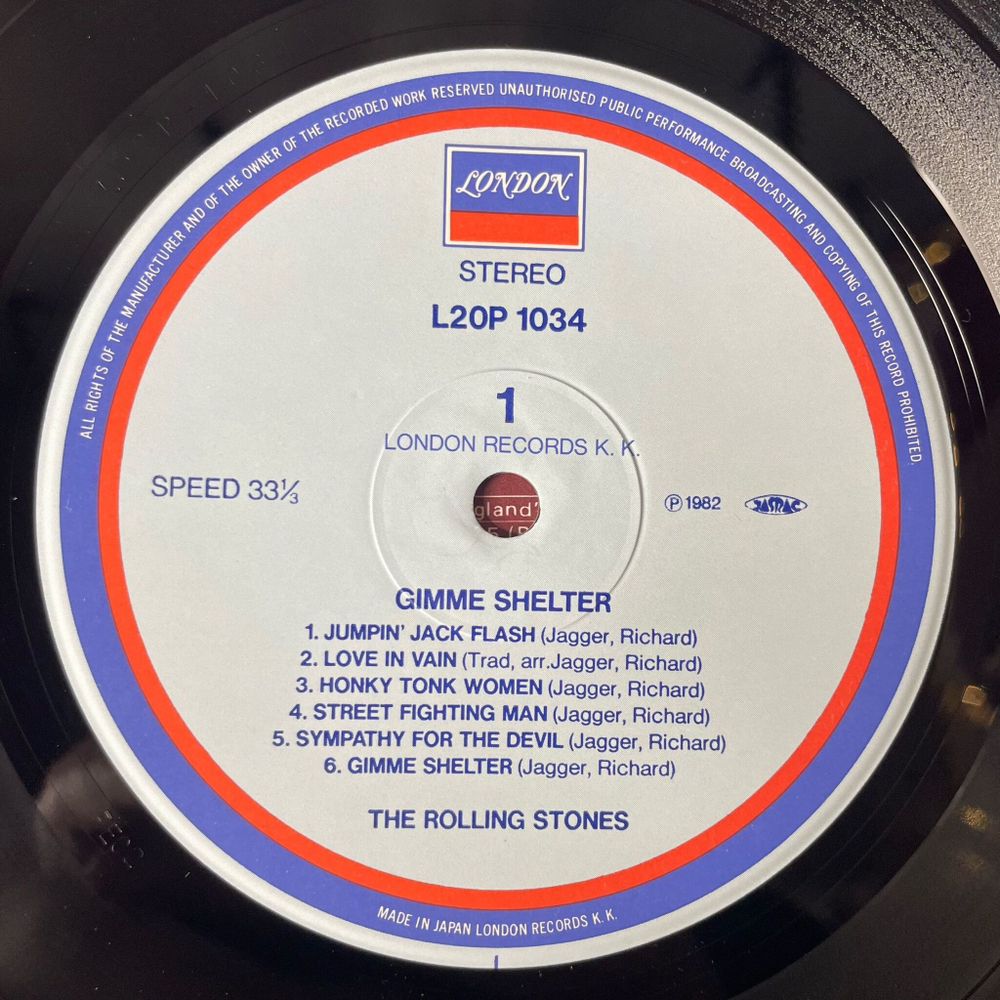 ALL RIGHTS OF THE MANUFACTURER AND OF THE OWNER OF THE RECORDED WORK RESERVED UNAUTHORISED PUBLIC PERFORMANCE BROADCASTING AND COPYING OF THIS RECORD PROHIBITED.
LONDON
STEREO
L20P 1034
1
LONDON RECORDS K. K.
SPEED 33⅓
℗ 1982 JASRAC
gland'
GIMME SHELTER
1. JUMPIN' JACK FLASH (Jagger, Richard)
2. LOVE IN VAIN (Trad, arr.Jagger, Richard)
3. HONKY TONK WOMEN (Jagger, Richard)
4. STREET FIGHTING MAN (Jagger, Richard)
5. SYMPATHY FOR THE DEVIL (Jagger, Richard)
6. GIMME SHELTER (Jagger, Richard)
THE ROLLING STONES
MADE IN JAPAN LONDON RECORDS K.K.